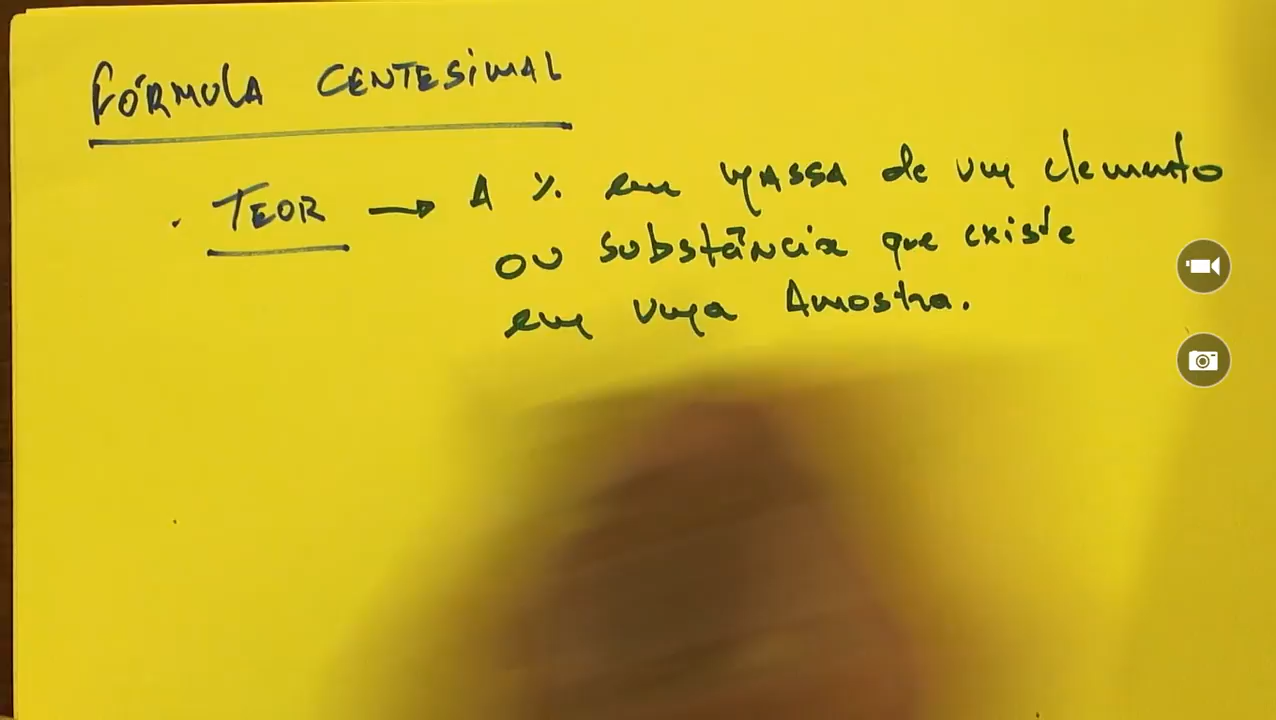 FÓRMULA CENTESIMAL
. TEOR → A % em MASSA de um elemento
ou substância que existe
em uma Amostra.